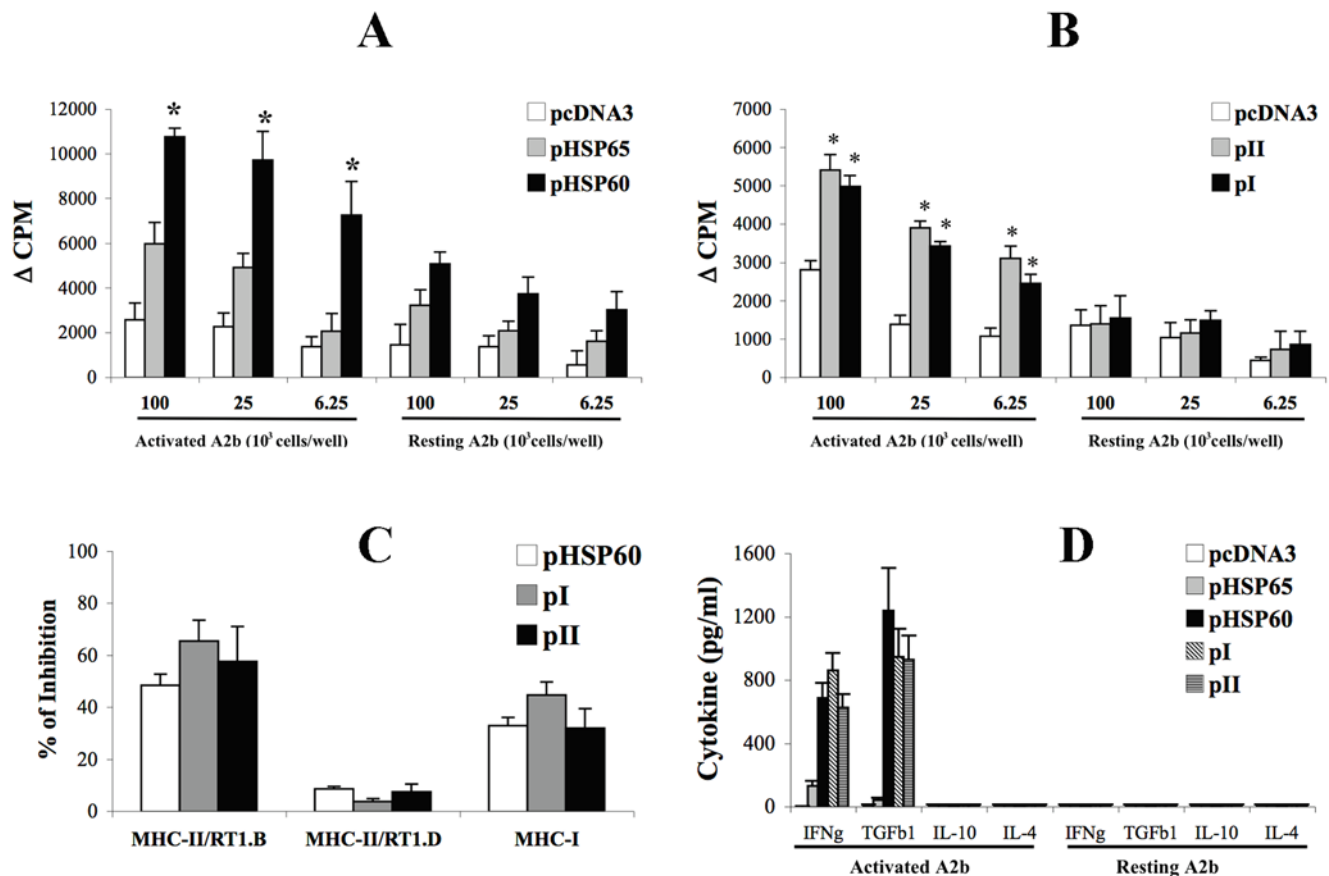 A
12000
10000
8000
6000
4000
2000
0
Δ CPM
* * *
pcDNA3
pHSP65
pHSP60
100 25 6.25 100 25 6.25
Activated A2b (10³ cells/well) Resting A2b (10³cells/well)
B
7000
6000
5000
4000
3000
2000
1000
0
Δ CPM
* * * * * *
pcDNA3
pII
pI
100 25 6.25 100 25 6.25
Activated A2b (10³ cells/well) Resting A2b (10³cells/well)
C
100
80
60
40
20
0
% of Inhibition
pHSP60
pI
pII
MHC-II/RT1.B MHC-II/RT1.D MHC-I
D
1600
1200
800
400
0
Cytokine (pg/ml)
pcDNA3
pHSP65
pHSP60
pI
pII
IFNg TGFb1 IL-10 IL-4 IFNg TGFb1 IL-10 IL-4
Activated A2b Resting A2b